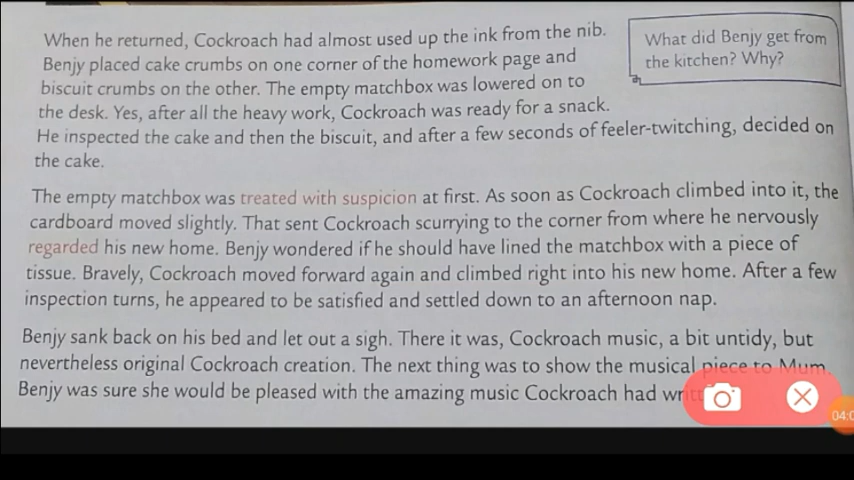 When he returned, Cockroach had almost used up the ink from the nib.
Benjy placed cake crumbs on one corner of the homework page and
biscuit crumbs on the other. The empty matchbox was lowered on to
the desk. Yes, after all the heavy work, Cockroach was ready for a snack.
He inspected the cake and then the biscuit, and after a few seconds of feeler-twitching, decided on
the cake.
What did Benjy get from
the kitchen? Why?
The empty matchbox was treated with suspicion at first. As soon as Cockroach climbed into it, the
cardboard moved slightly. That sent Cockroach scurrying to the corner from where he nervously
regarded his new home. Benjy wondered if he should have lined the matchbox with a piece of
tissue. Bravely, Cockroach moved forward again and climbed right into his new home. After a few
inspection turns, he appeared to be satisfied and settled down to an afternoon nap.
Benjy sank back on his bed and let out a sigh. There it was, Cockroach music, a bit untidy, but
nevertheless original Cockroach creation. The next thing was to show the musical piece to Mum.
Benjy was sure she would be pleased with the amazing music Cockroach had